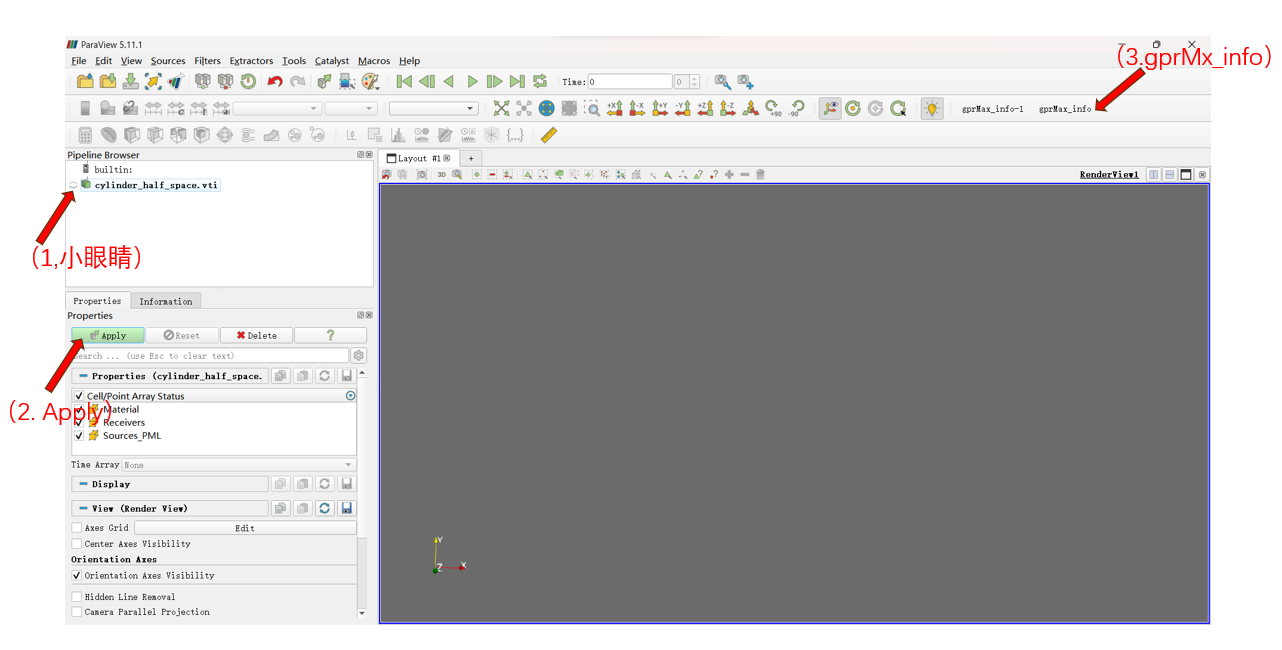 ParaView 5.11.1
(3.gprMx_info)
File Edit View Sources Filters Extractors Tools Catalyst Macros Help
Time: 0 0
+X -X +Y -Y +Z -Z +90 -90 gprMax_info-1 gprMax_info
Pipeline Browser
Layout #1 +
builtin:
3D RenderView1
cylinder_half_space.vti
(1,小眼睛)
Properties Information
Properties
Apply Reset Delete ?
Search ... (use Esc to clear text)
Properties (cylinder_half_space.
Cell/Point Array Status
Material
(2. Apply)
Receivers
Sources_PML
Time Array None
Display
View (Render View)
Axes Grid Edit
Center Axes Visibility
Orientation Axes
Orientation Axes Visibility
Hidden Line Removal
Camera Parallel Projection
Y
Z X